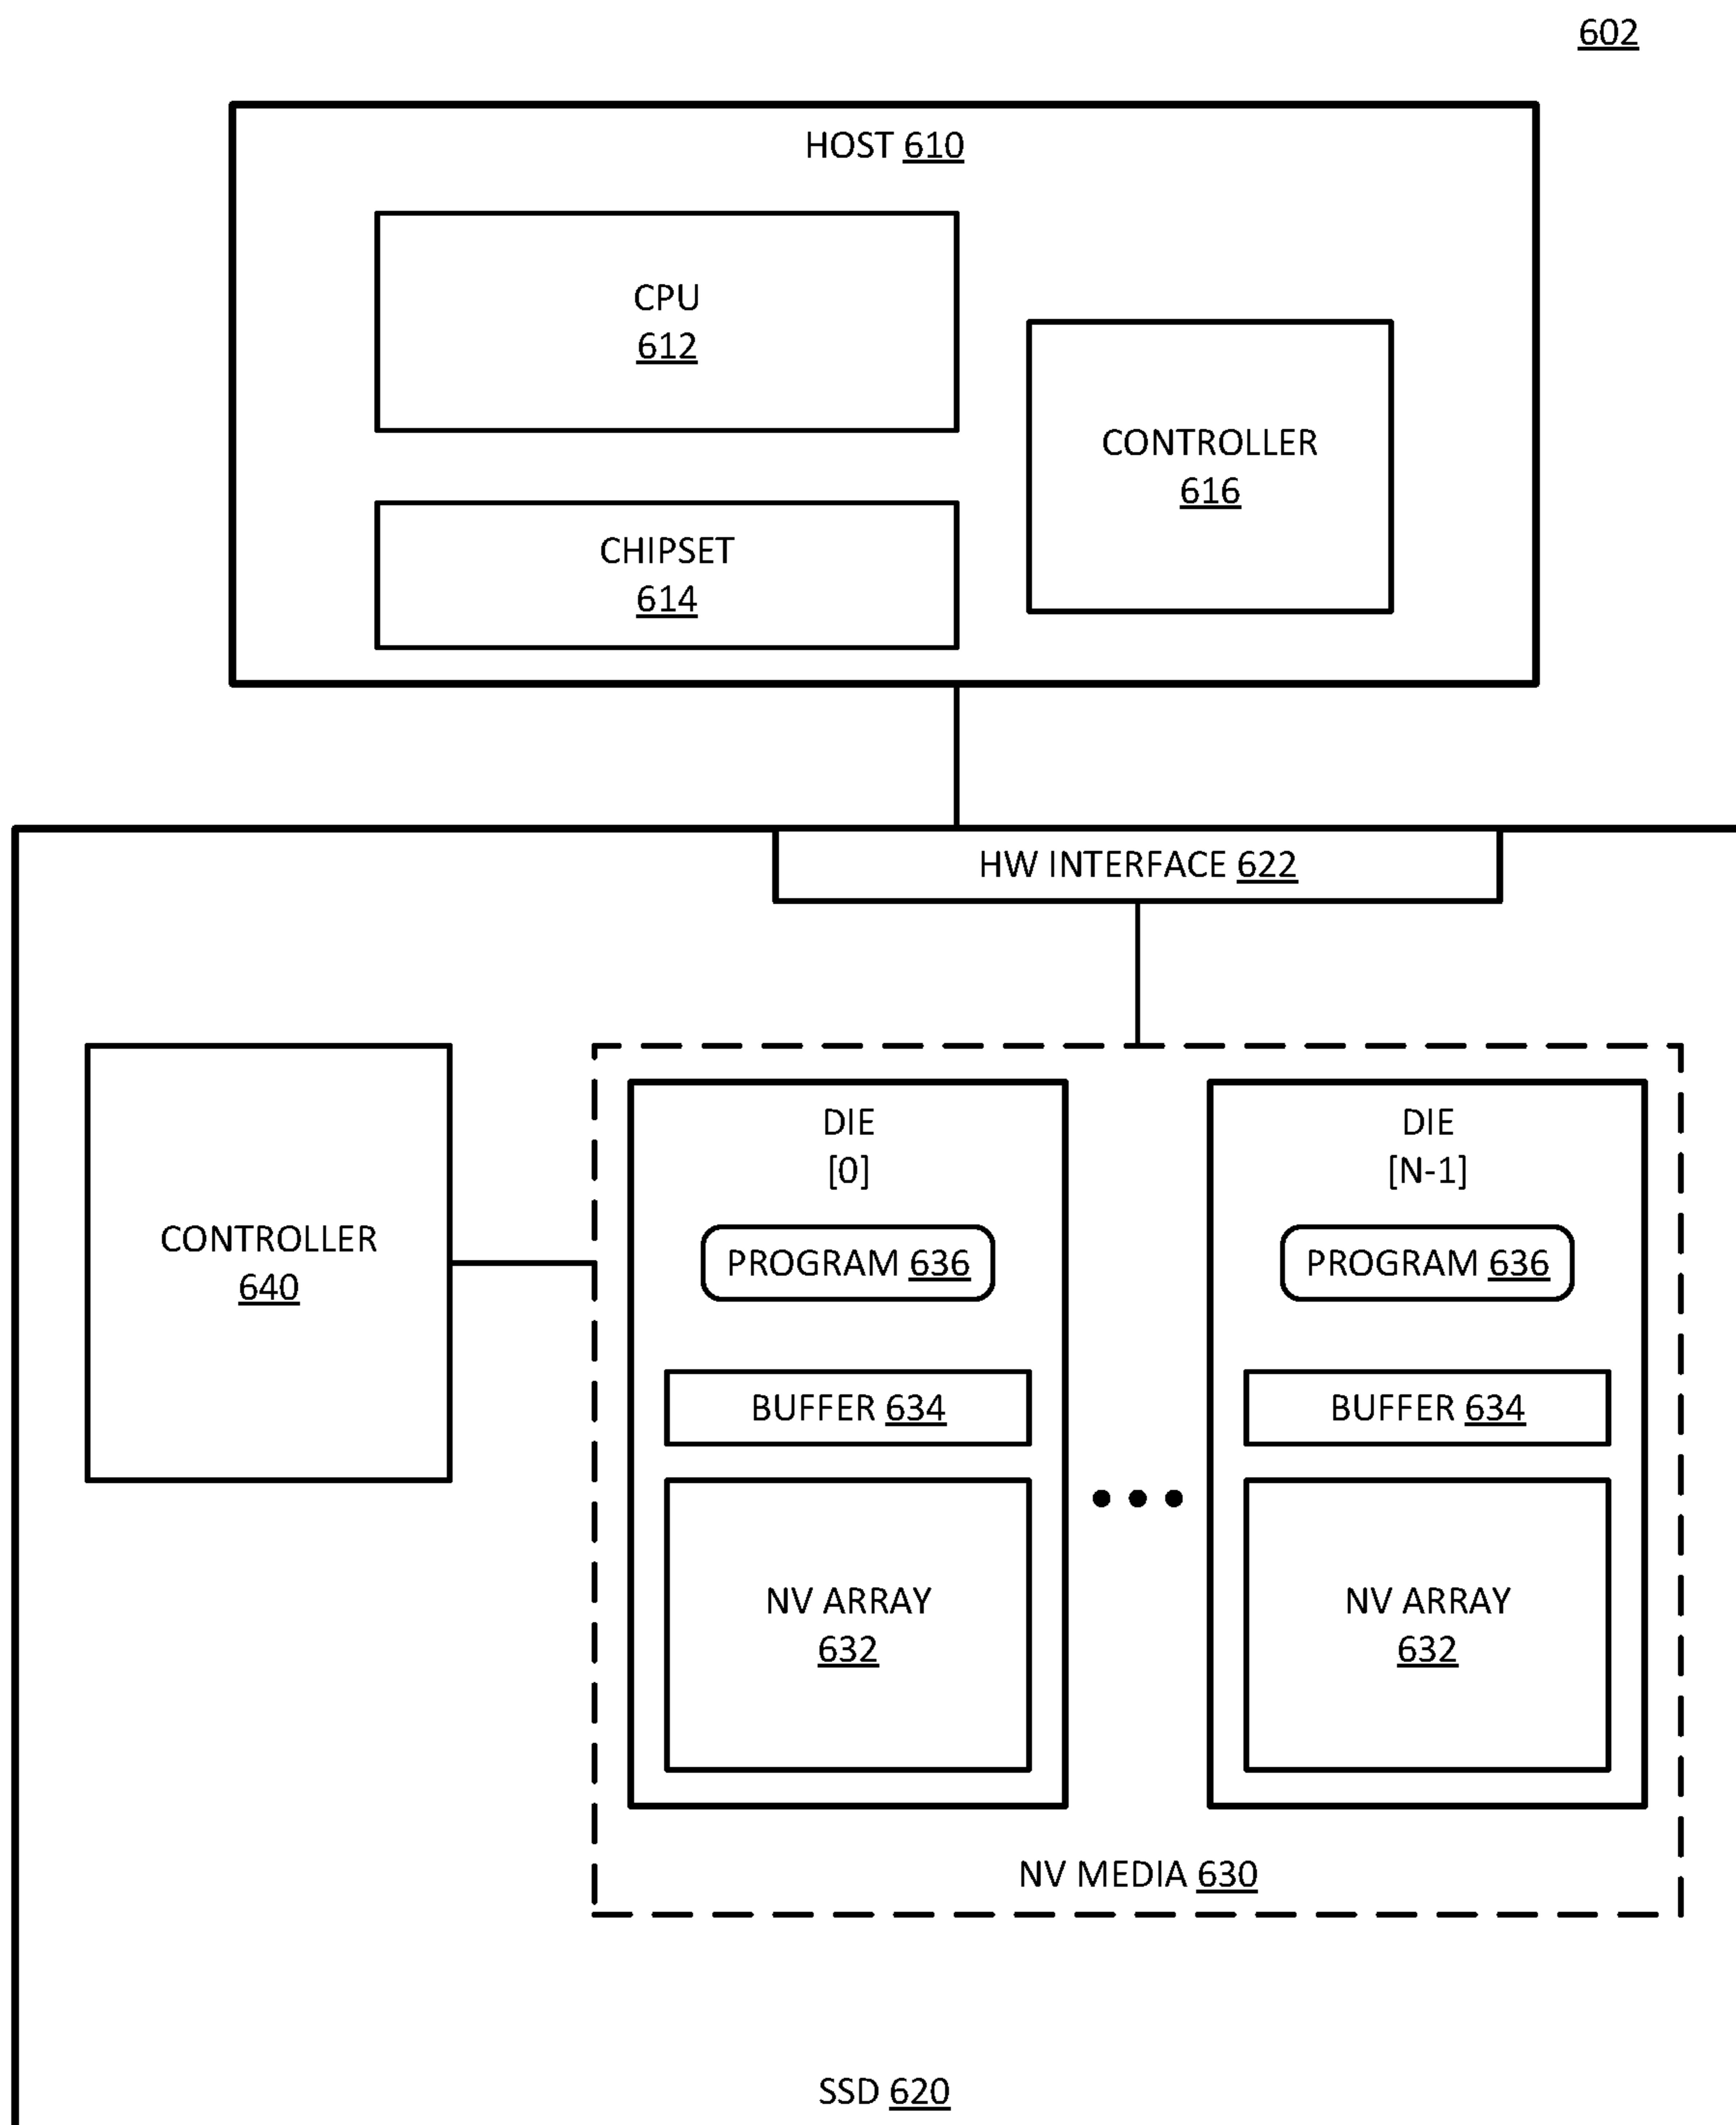 602
HOST 610
CPU
612
CONTROLLER
616
CHIPSET
614
HW INTERFACE 622
CONTROLLER
640
DIE
[0]
PROGRAM 636
BUFFER 634
NV ARRAY
632
DIE
[N-1]
PROGRAM 636
BUFFER 634
NV ARRAY
632
NV MEDIA 630
SSD 620